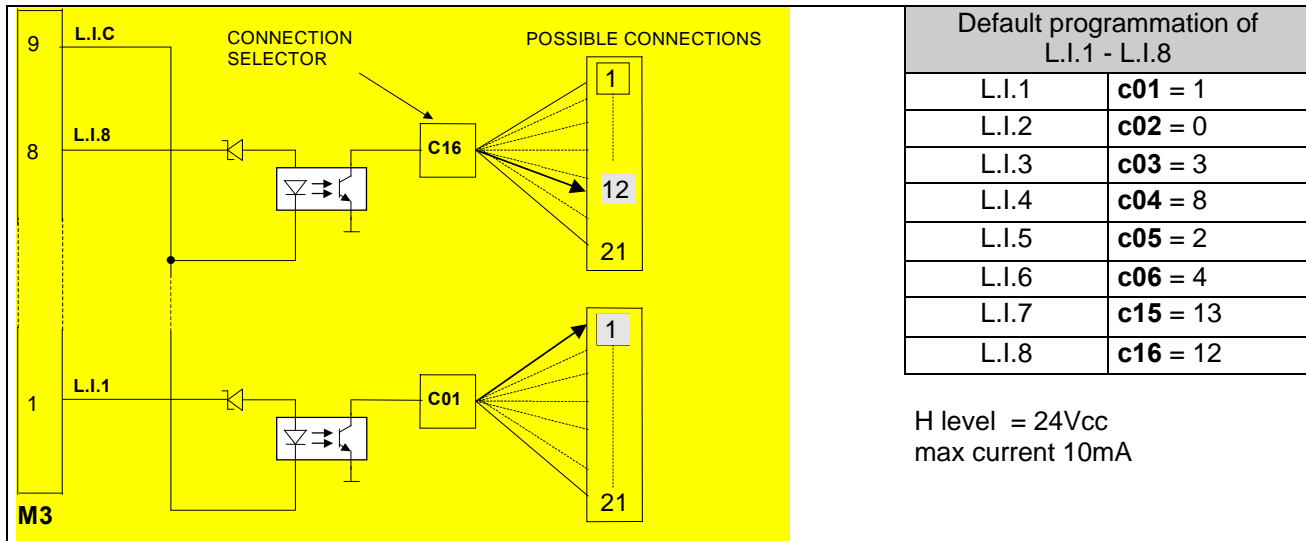 9
L.I.C
CONNECTION
SELECTOR
POSSIBLE CONNECTIONS
1
8
L.I.8
C16
12
21
1
L.I.1
C01
1
21
M3
Default programmation of
L.I.1 - L.I.8
L.I.1 c01 = 1
L.I.2 c02 = 0
L.I.3 c03 = 3
L.I.4 c04 = 8
L.I.5 c05 = 2
L.I.6 c06 = 4
L.I.7 c15 = 13
L.I.8 c16 = 12
H level = 24Vcc
max current 10mA